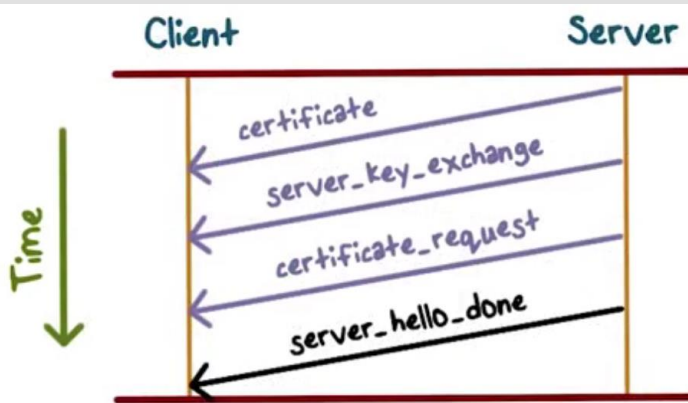 Client
Server
certificate
server_key_exchange
certificate_request
server_hello_done
Time